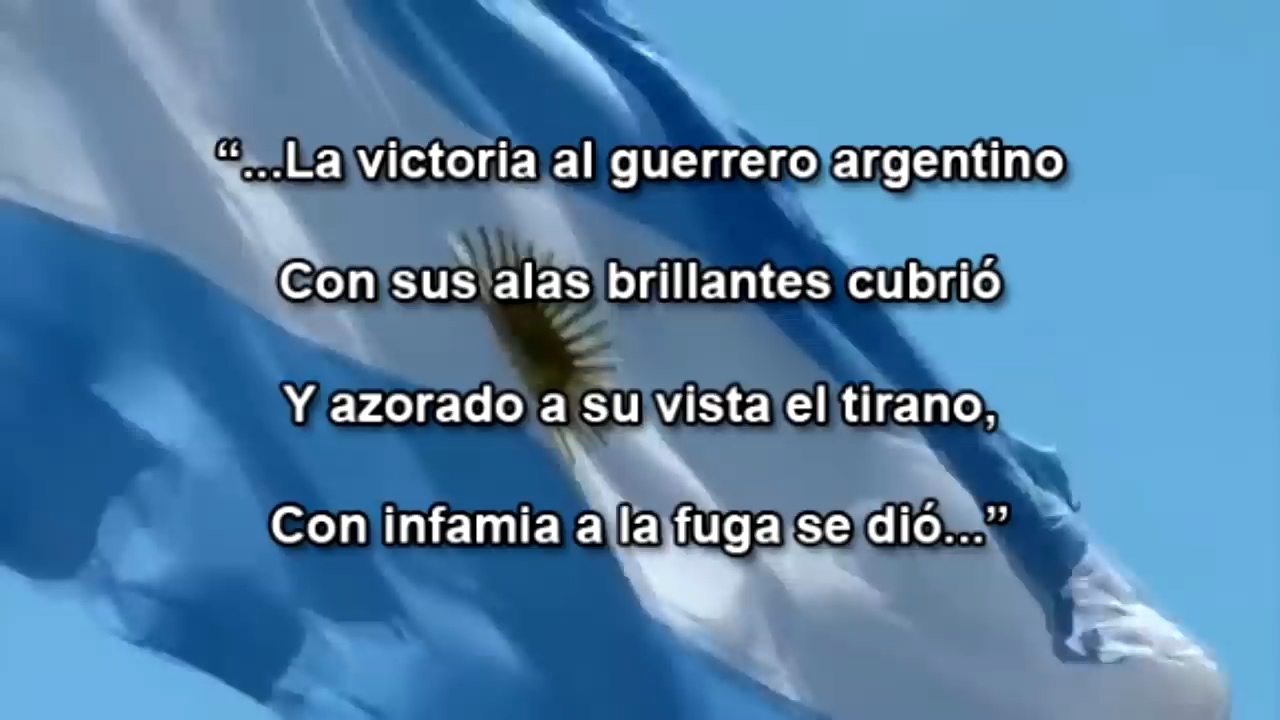 “...La victoria al guerrero argentino
Con sus alas brillantes cubrió
Y azorado a su vista el tirano,
Con infamia a la fuga se dió...”